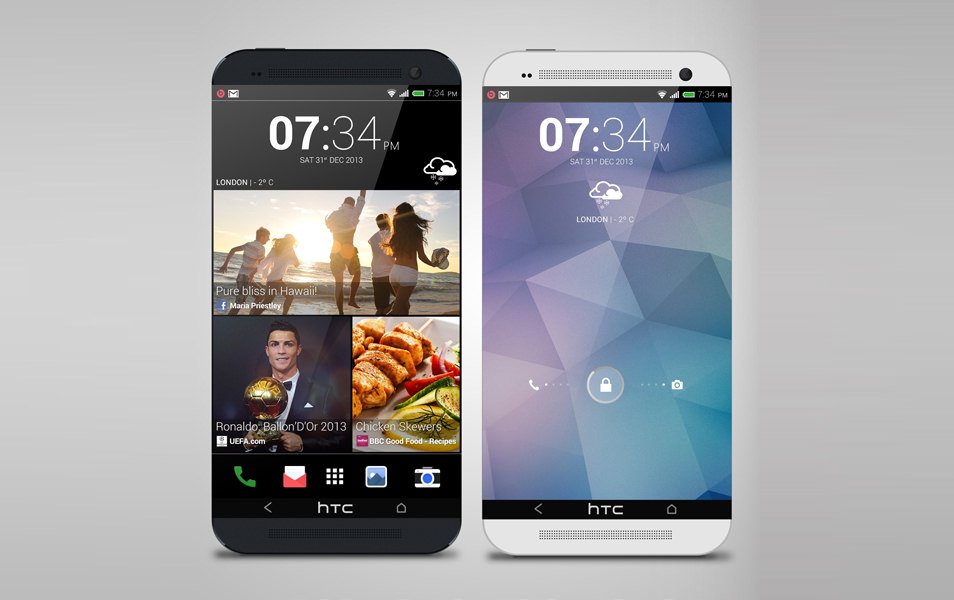 7:34 PM
07:34 PM
SAT 31ST DEC 2013
LONDON | - 2º C
Pure bliss in Hawaii!
f Maria Priestley
Ronaldo: Ballon'D'Or 2013
UEFA.com
Chicken Skewers
BBC Good Food - Recipes
hTC
7:34 PM
07:34 PM
SAT 31ST DEC 2013
LONDON | - 2º C
hTC